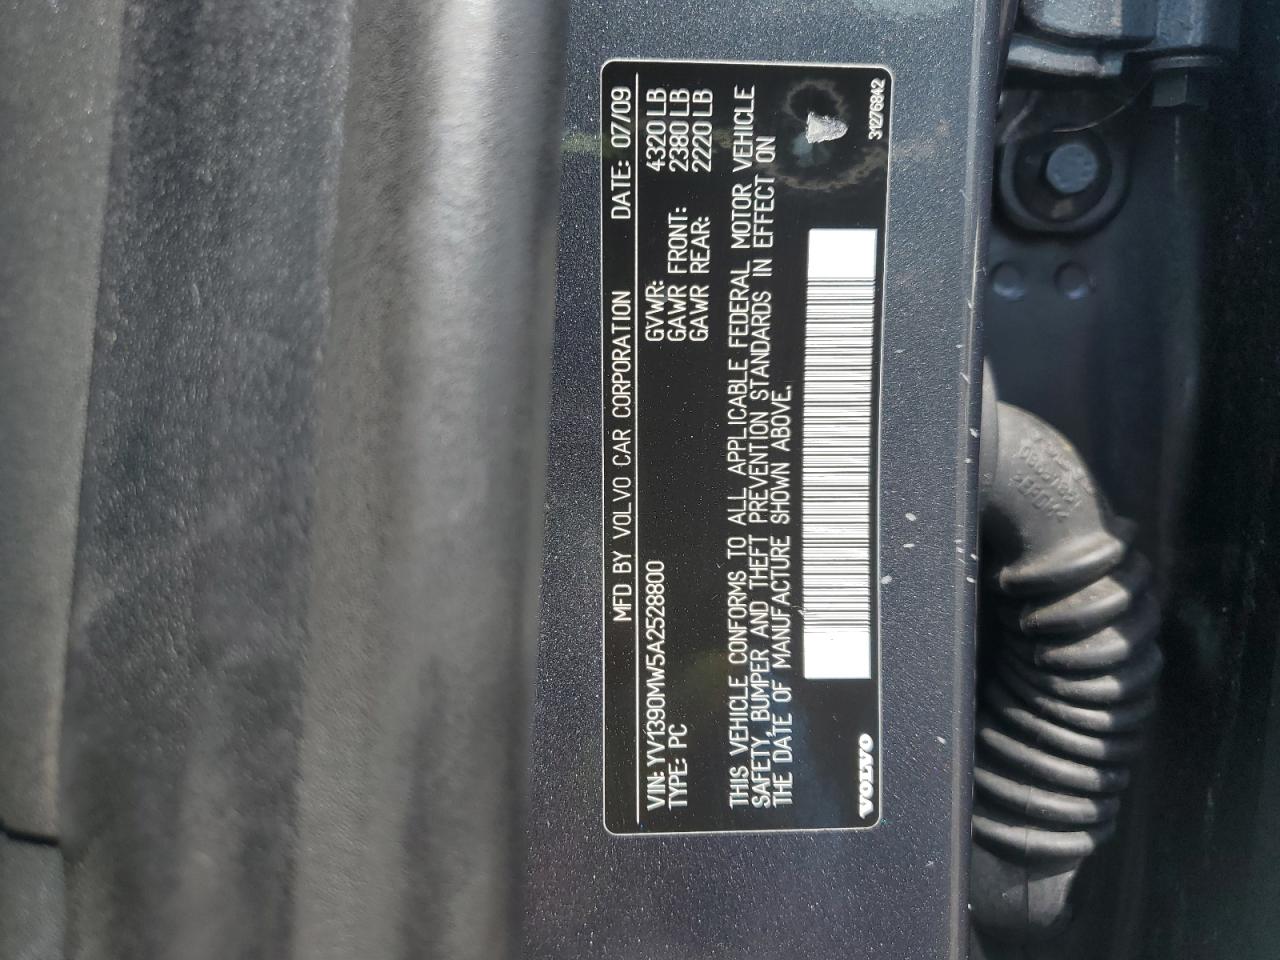 MFD BY VOLVO CAR CORPORATION DATE: 07/09
VIN: YV1390MW5A2528800 GVWR: 4320 LB
TYPE: PC GAWR FRONT: 2380 LB
GAWR REAR: 2220 LB
THIS VEHICLE CONFORMS TO ALL APPLICABLE FEDERAL MOTOR VEHICLE
SAFETY, BUMPER AND THEFT PREVENTION STANDARDS IN EFFECT ON
THE DATE OF MANUFACTURE SHOWN ABOVE.
VOLVO 31276842